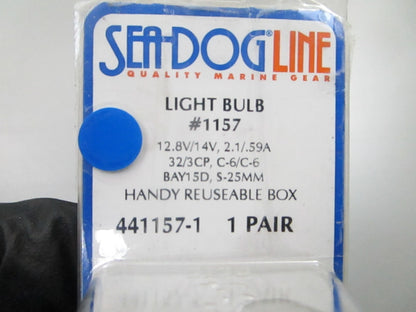 SEA-DOG® LINE
QUALITY MARINE GEAR
LIGHT BULB
#1157
12.8V/14V, 2.1/.59A
32/3CP, C-6/C-6
BAY15D, S-25MM
HANDY REUSEABLE BOX
441157-1 1 PAIR